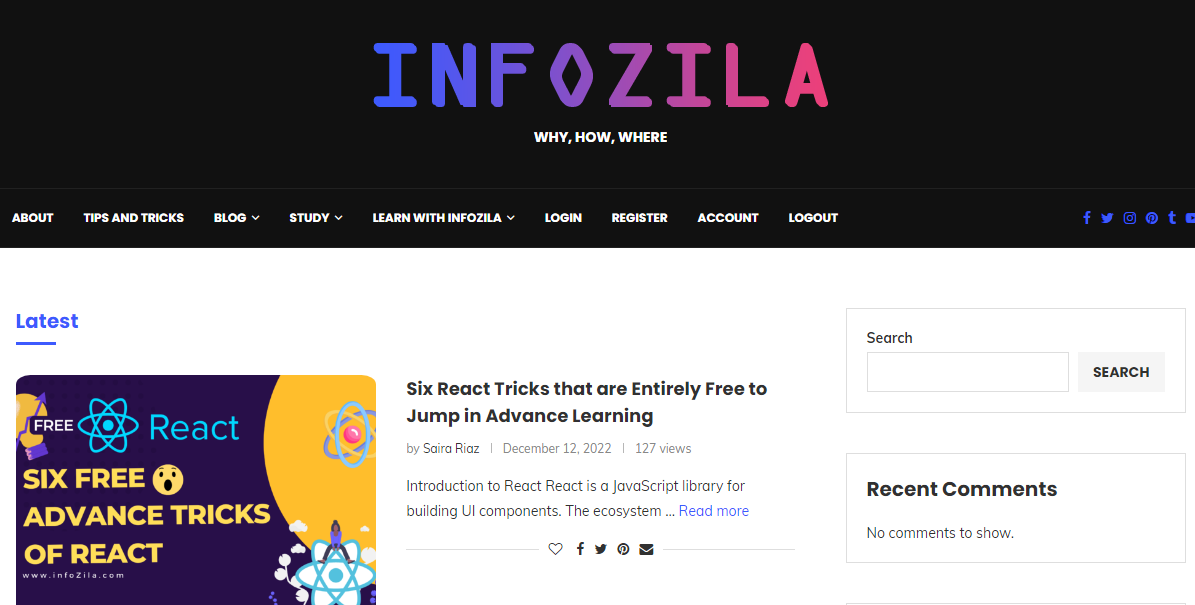 INFOZILA
WHY, HOW, WHERE
ABOUT TIPS AND TRICKS BLOG STUDY LEARN WITH INFOZILA LOGIN REGISTER ACCOUNT LOGOUT
Latest
FREE React
SIX FREE
ADVANCE TRICKS
OF REACT
www.infoZila.com
Six React Tricks that are Entirely Free to
Jump in Advance Learning
by Saira Riaz December 12, 2022 127 views
Introduction to React React is a JavaScript library for
building UI components. The ecosystem ... Read more
Search
SEARCH
Recent Comments
No comments to show.